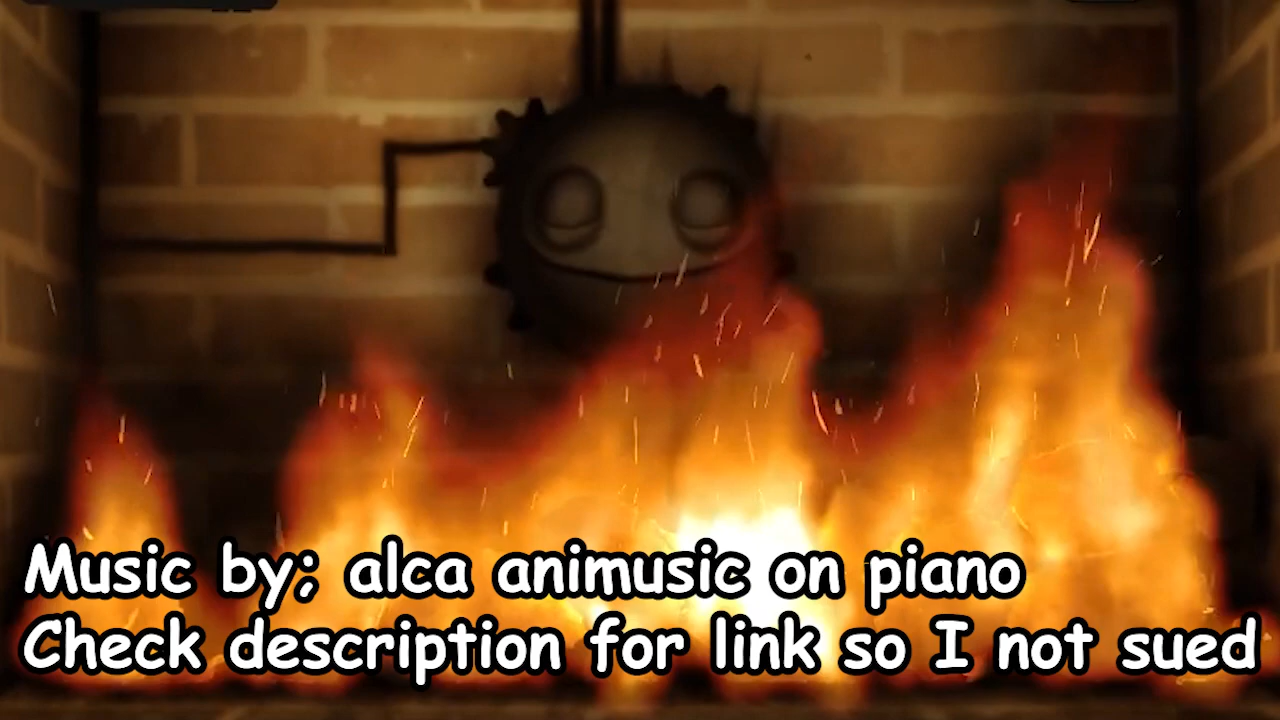 Music by; alca animusic on piano
Check description for link so I not sued